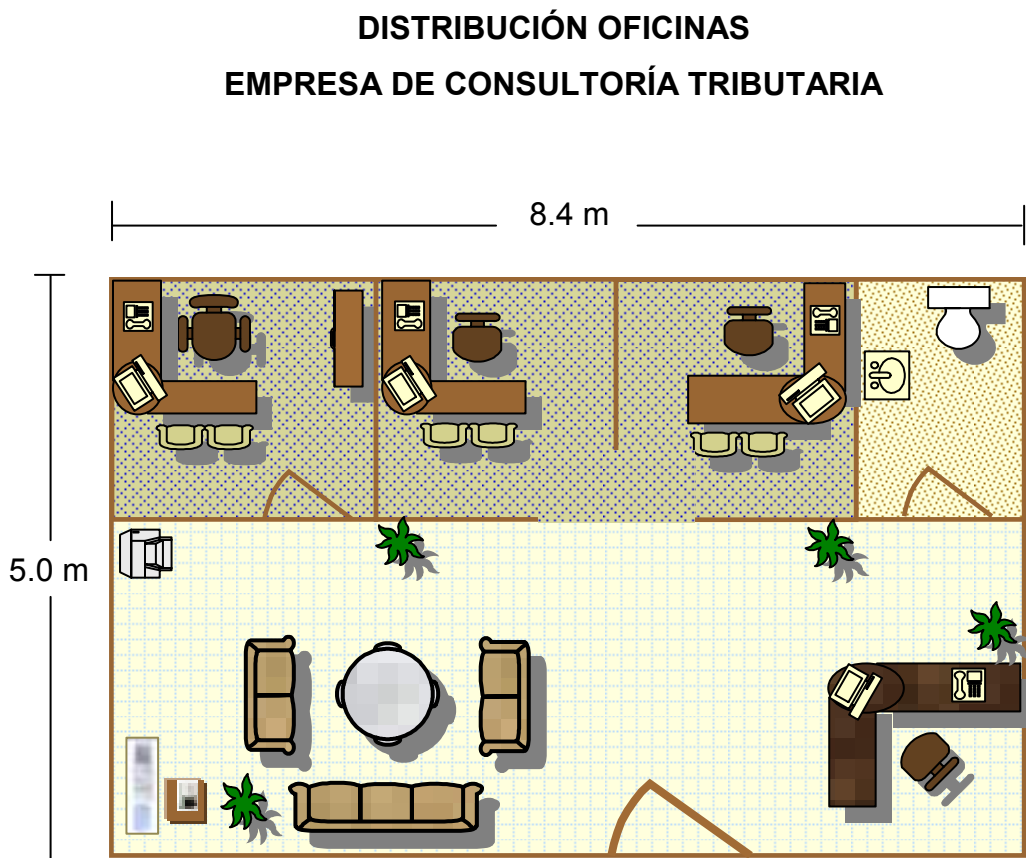 DISTRIBUCIÓN OFICINAS
EMPRESA DE CONSULTORÍA TRIBUTARIA
8.4 m
5.0 m